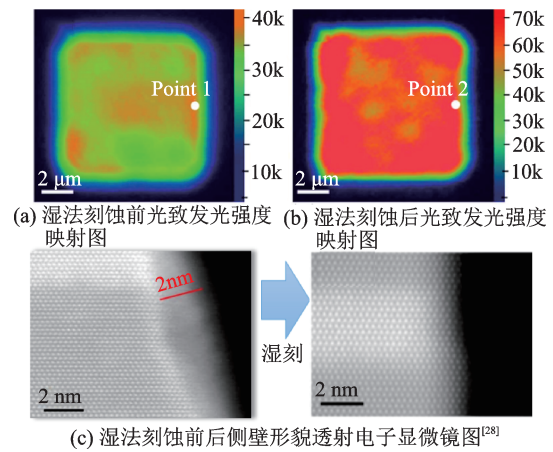 40k
30k
20k
10k
Point 1
2 μm
70k
60k
50k
40k
30k
20k
10k
Point 2
2 μm
(a) 湿法刻蚀前光致发光强度
映射图
(b) 湿法刻蚀后光致发光强度
映射图
2nm
2 nm
湿刻
2 nm
(c) 湿法刻蚀前后侧壁形貌透射电子显微镜图[28]